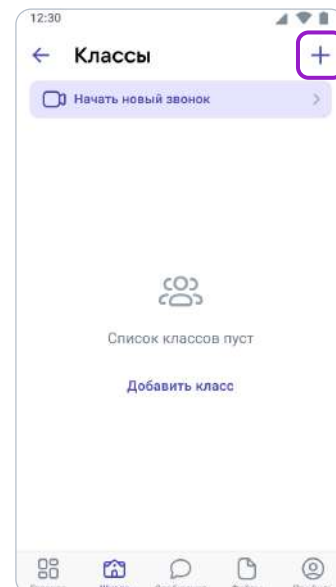 12:30
Классы
Начать новый звонок
Список классов пуст
Добавить класс